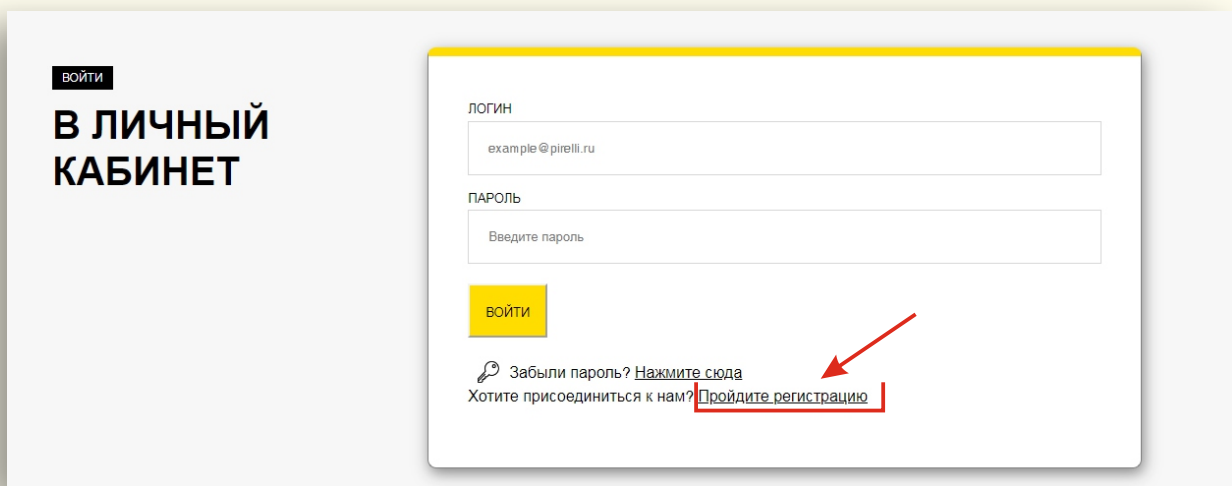 ВОЙТИ
В ЛИЧНЫЙ
КАБИНЕТ
ЛОГИН
example@pirelli.ru
ПАРОЛЬ
Введите пароль
ВОЙТИ
Забыли пароль? Нажмите сюда
Хотите присоединиться к нам? Пройдите регистрацию